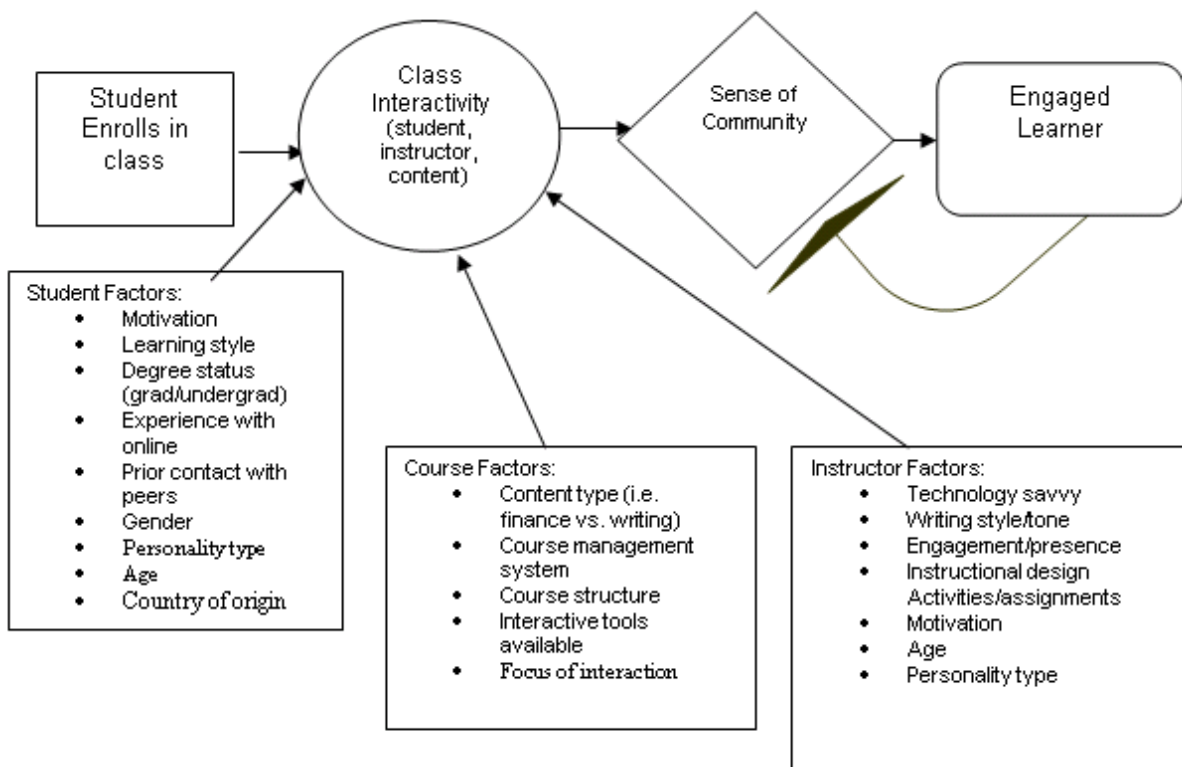 Student
Enrolls in
class
Class
Interactivity
(student,
instructor,
content)
Sense of
Community
Engaged
Learner
Student Factors:
• Motivation
• Learning style
• Degree status
(grad/undergrad)
• Experience with
online
• Prior contact with
peers
• Gender
• Personality type
• Age
• Country of origin
Course Factors:
• Content type (i.e.
finance vs. writing)
• Course management
system
• Course structure
• Interactive tools
available
• Focus of interaction
Instructor Factors:
• Technology savvy
• Writing style/tone
• Engagement/presence
• Instructional design
Activities/assignments
• Motivation
• Age
• Personality type